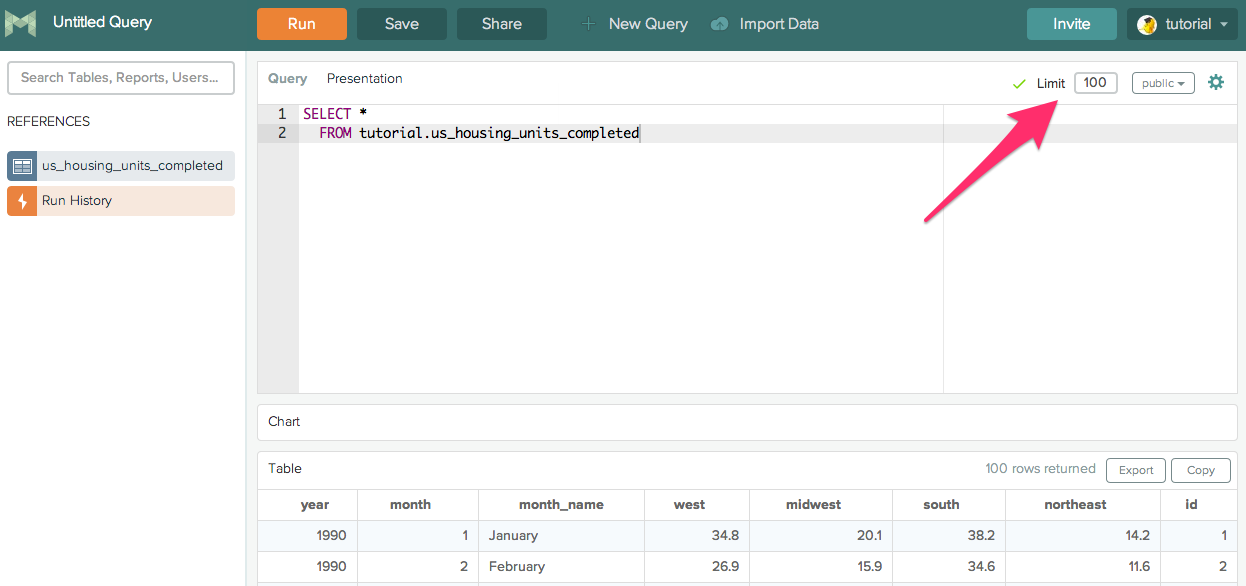 Untitled Query
Run Save Share New Query Import Data Invite tutorial
Search Tables, Reports, Users...
REFERENCES
us_housing_units_completed
Run History
Query Presentation Limit 100 public
1 SELECT *
2 FROM tutorial.us_housing_units_completed
Chart
Table 100 rows returned Export Copy
year month month_name west midwest south northeast id
1990 1 January 34.8 20.1 38.2 14.2 1
1990 2 February 26.9 15.9 34.6 11.6 2